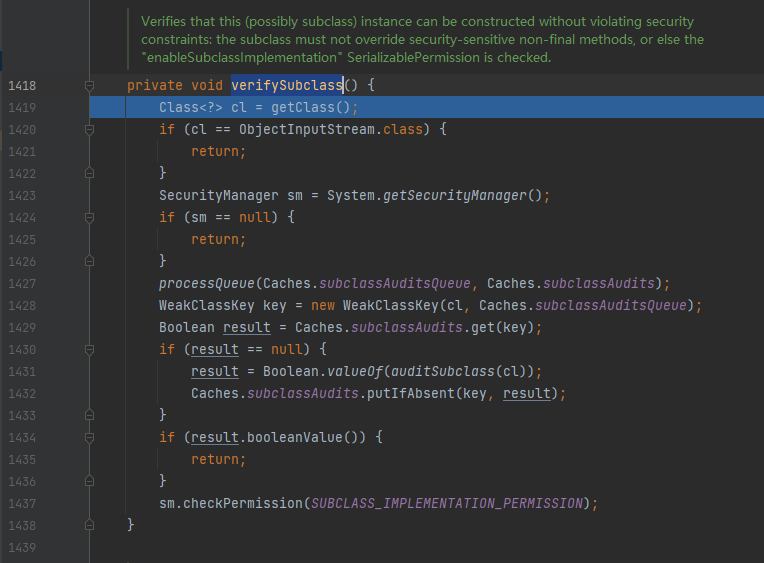 Verifies that this (possibly subclass) instance can be constructed without violating security
constraints: the subclass must not override security-sensitive non-final methods, or else the
"enableSubclassImplementation" SerializablePermission is checked.
1418 private void verifySubclass() {
1419 Class<?> cl = getClass();
1420 if (cl == ObjectInputStream.class) {
1421 return;
1422 }
1423 SecurityManager sm = System.getSecurityManager();
1424 if (sm == null) {
1425 return;
1426 }
1427 processQueue(Caches.subclassAuditsQueue, Caches.subclassAudits);
1428 WeakClassKey key = new WeakClassKey(cl, Caches.subclassAuditsQueue);
1429 Boolean result = Caches.subclassAudits.get(key);
1430 if (result == null) {
1431 result = Boolean.valueOf(auditSubclass(cl));
1432 Caches.subclassAudits.putIfAbsent(key, result);
1433 }
1434 if (result.booleanValue()) {
1435 return;
1436 }
1437 sm.checkPermission(SUBCLASS_IMPLEMENTATION_PERMISSION);
1438 }
1439